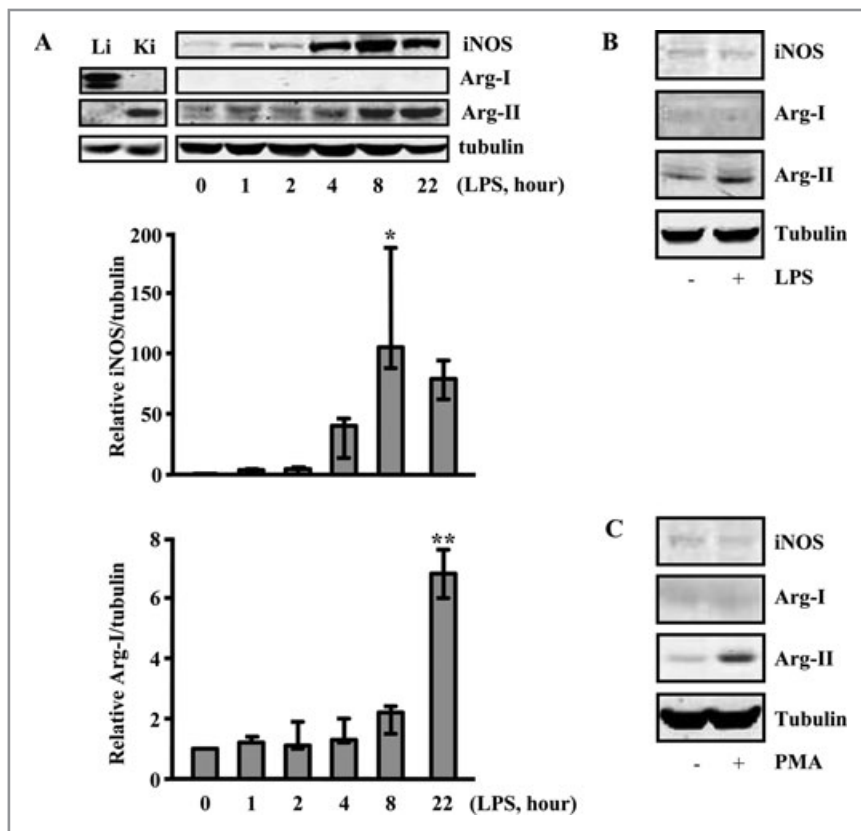 A
Li Ki
iNOS
Arg-I
Arg-II
tubulin
0 1 2 4 8 22 (LPS, hour)
Relative iNOS/tubulin
200
150
100
50
0
*
Relative Arg-I/tubulin
8
6
4
2
0
**
0 1 2 4 8 22 (LPS, hour)
B
iNOS
Arg-I
Arg-II
Tubulin
- + LPS
C
iNOS
Arg-I
Arg-II
Tubulin
- + PMA